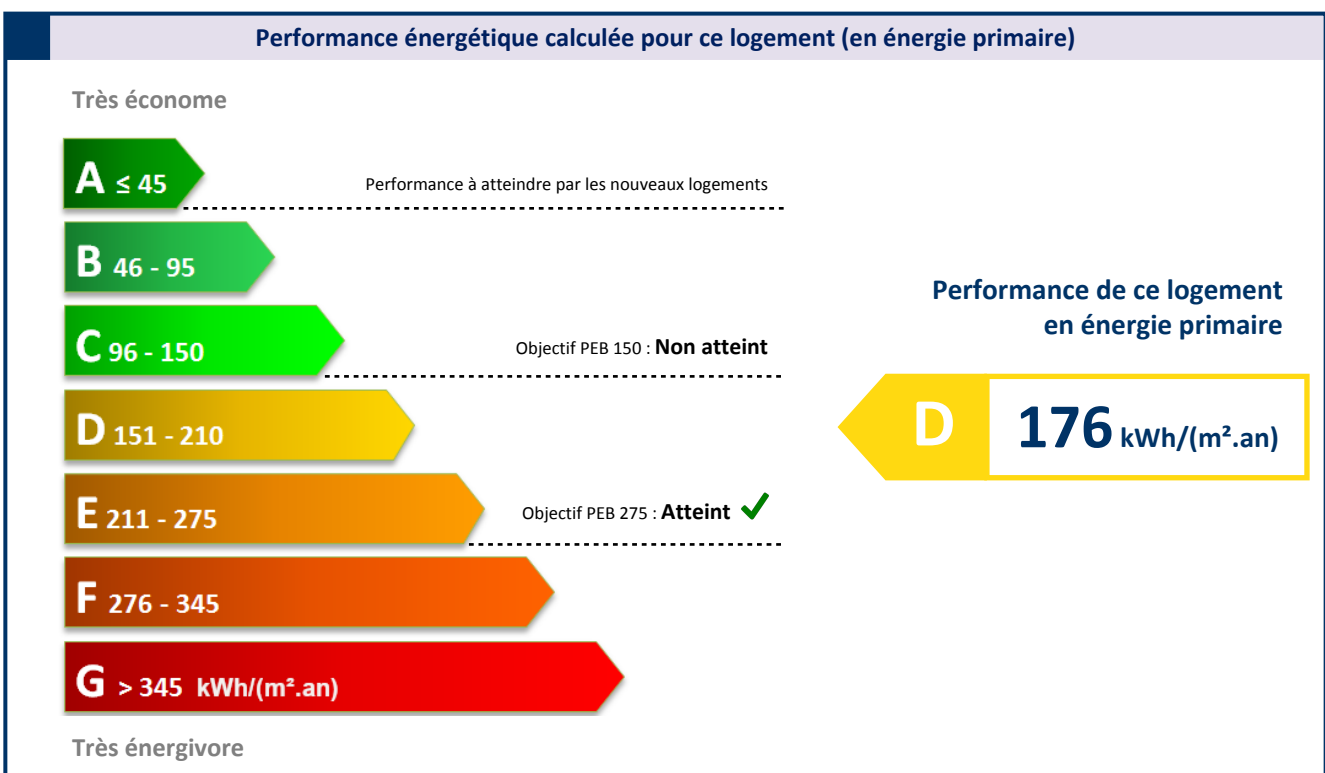 Performance énergétique calculée pour ce logement (en énergie primaire)
Très économe
A ≤ 45
Performance à atteindre par les nouveaux logements
B 46 - 95
C 96 - 150
Objectif PEB 150 : Non atteint
D 151 - 210
E 211 - 275
Objectif PEB 275 : Atteint ✓
F 276 - 345
G > 345 kWh/(m².an)
Très énergivore
Performance de ce logement
en énergie primaire
D 176 kWh/(m².an)